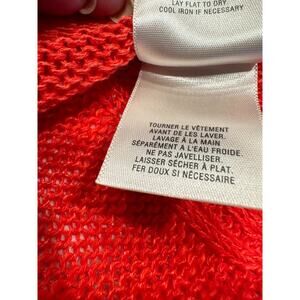 LAY FLAT TO DRY
COOL IRON IF NECESSARY
TOURNER LE VÊTEMENT
AVANT DE LES LAVER.
LAVAGE À LA MAIN
SÉPARÉMENT A L'EAU FROIDE.
NE PAS JAVELLISER.
LAISSER SÉCHER À PLAT.
FER DOUX SI NÉCESSAIRE